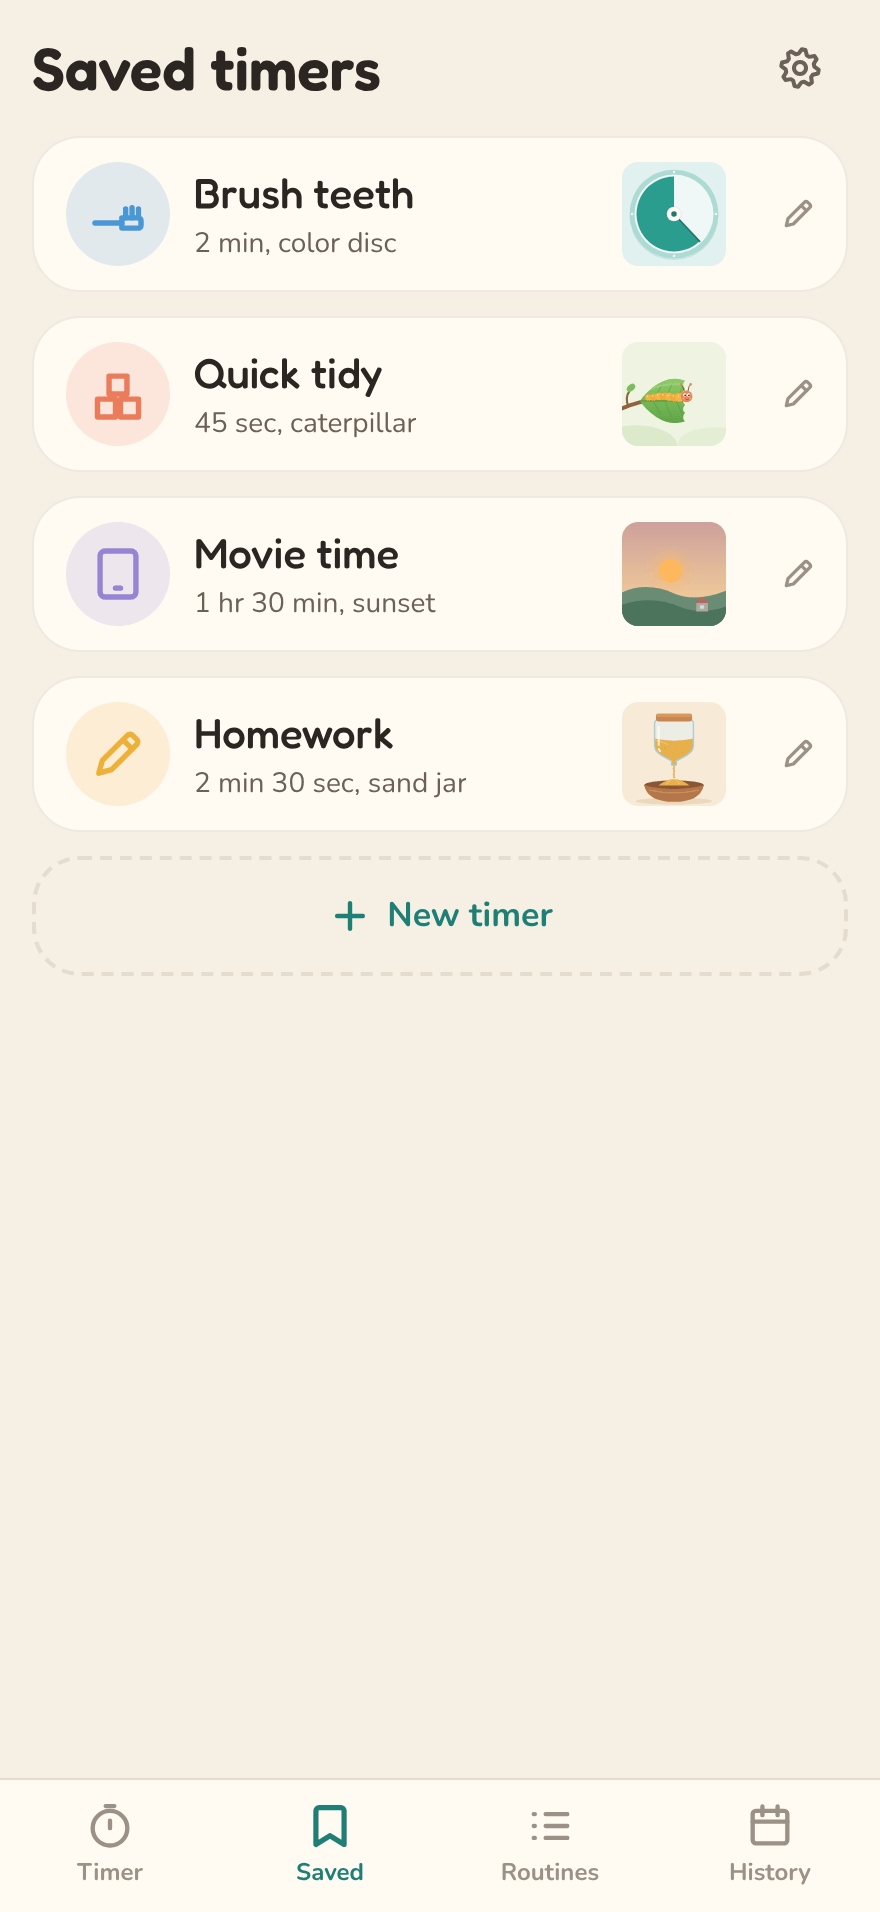 Saved timers
Brush teeth
2 min, color disc
Quick tidy
45 sec, caterpillar
Movie time
1 hr 30 min, sunset
Homework
2 min 30 sec, sand jar
New timer
Timer
Saved
Routines
History